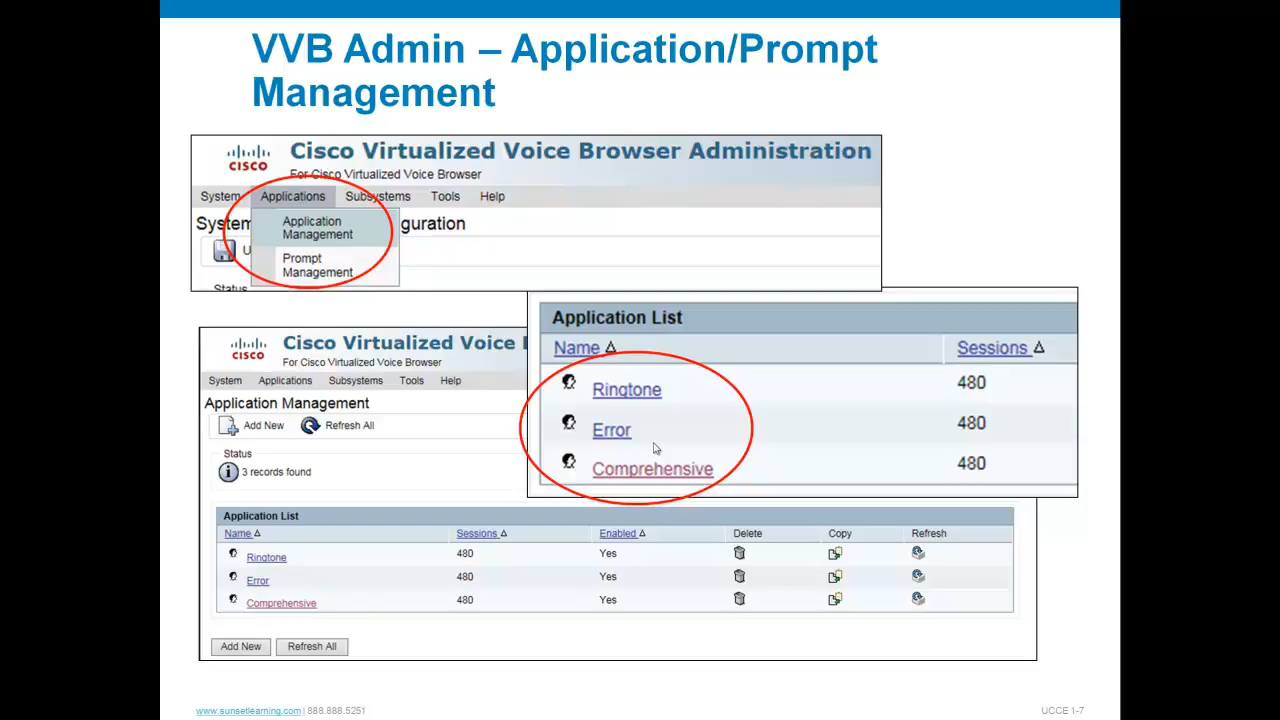 VVB Admin – Application/Prompt
Management
CISCO
Cisco Virtualized Voice Browser Administration
For Cisco Virtualized Voice Browser
System Applications Subsystems Tools Help
System guration
Application
Management
U
Prompt
Management
Status
Application List
Name Sessions
Ringtone 480
Error 480
Comprehensive 480
CISCO
Cisco Virtualized Voice
For Cisco Virtualized Voice Browser
System Applications Subsystems Tools Help
Application Management
Add New Refresh All
Status
3 records found
Application List
Name Sessions Enabled Delete Copy Refresh
Ringtone 480 Yes
Error 480 Yes
Comprehensive 480 Yes
Add New Refresh All
www.sunsetlearning.com | 888.888.5251
UCCE 1-7